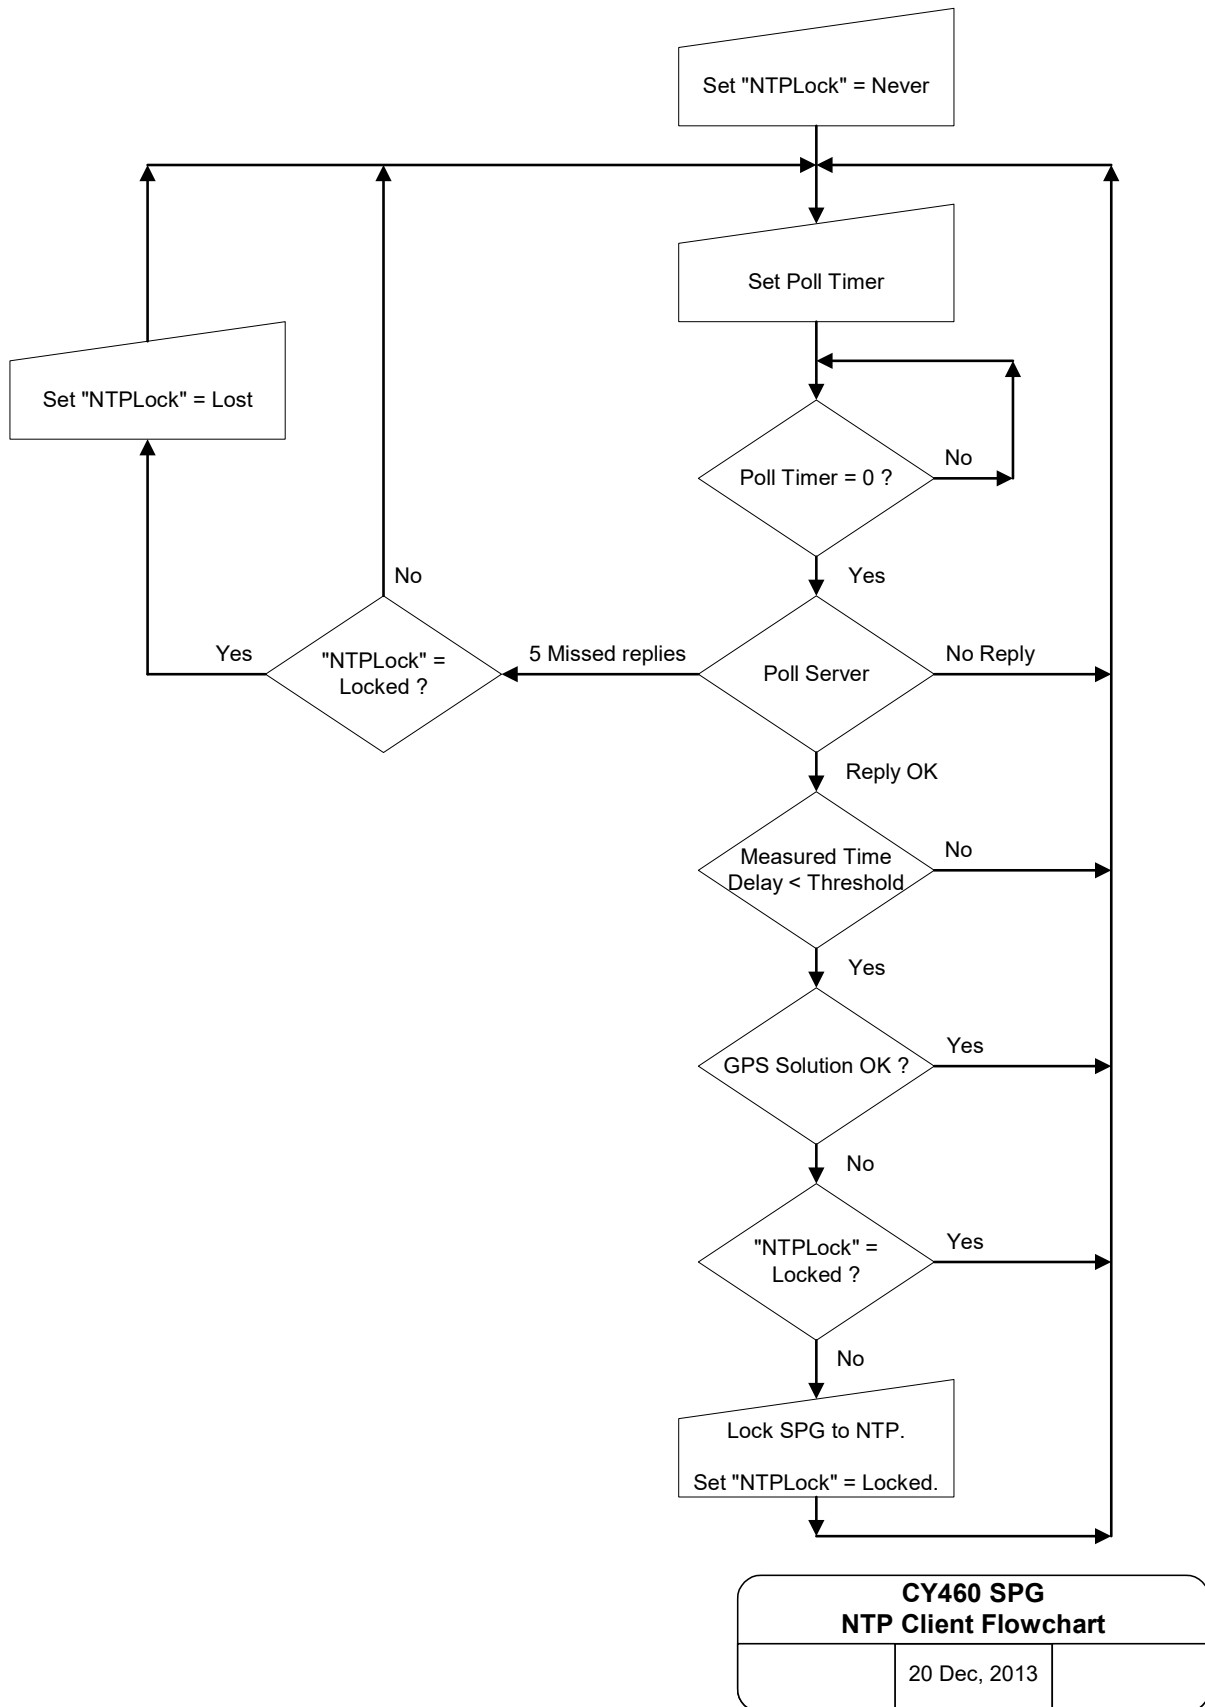 Set "NTPLock" = Never
Set Poll Timer
Set "NTPLock" = Lost
Poll Timer = 0 ?
No
Yes
No
Yes
"NTPLock" =
Locked ?
5 Missed replies
Poll Server
No Reply
Reply OK
Measured Time
Delay < Threshold
No
Yes
GPS Solution OK ?
Yes
No
"NTPLock" =
Locked ?
Yes
No
Lock SPG to NTP.
Set "NTPLock" = Locked.
CY460 SPG
NTP Client Flowchart
20 Dec, 2013